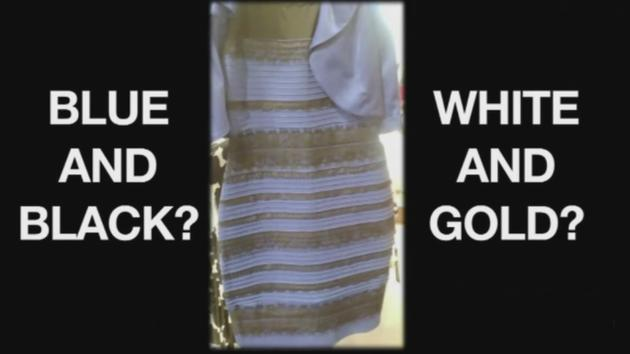 BLUE
AND
BLACK?
WHITE
AND
GOLD?